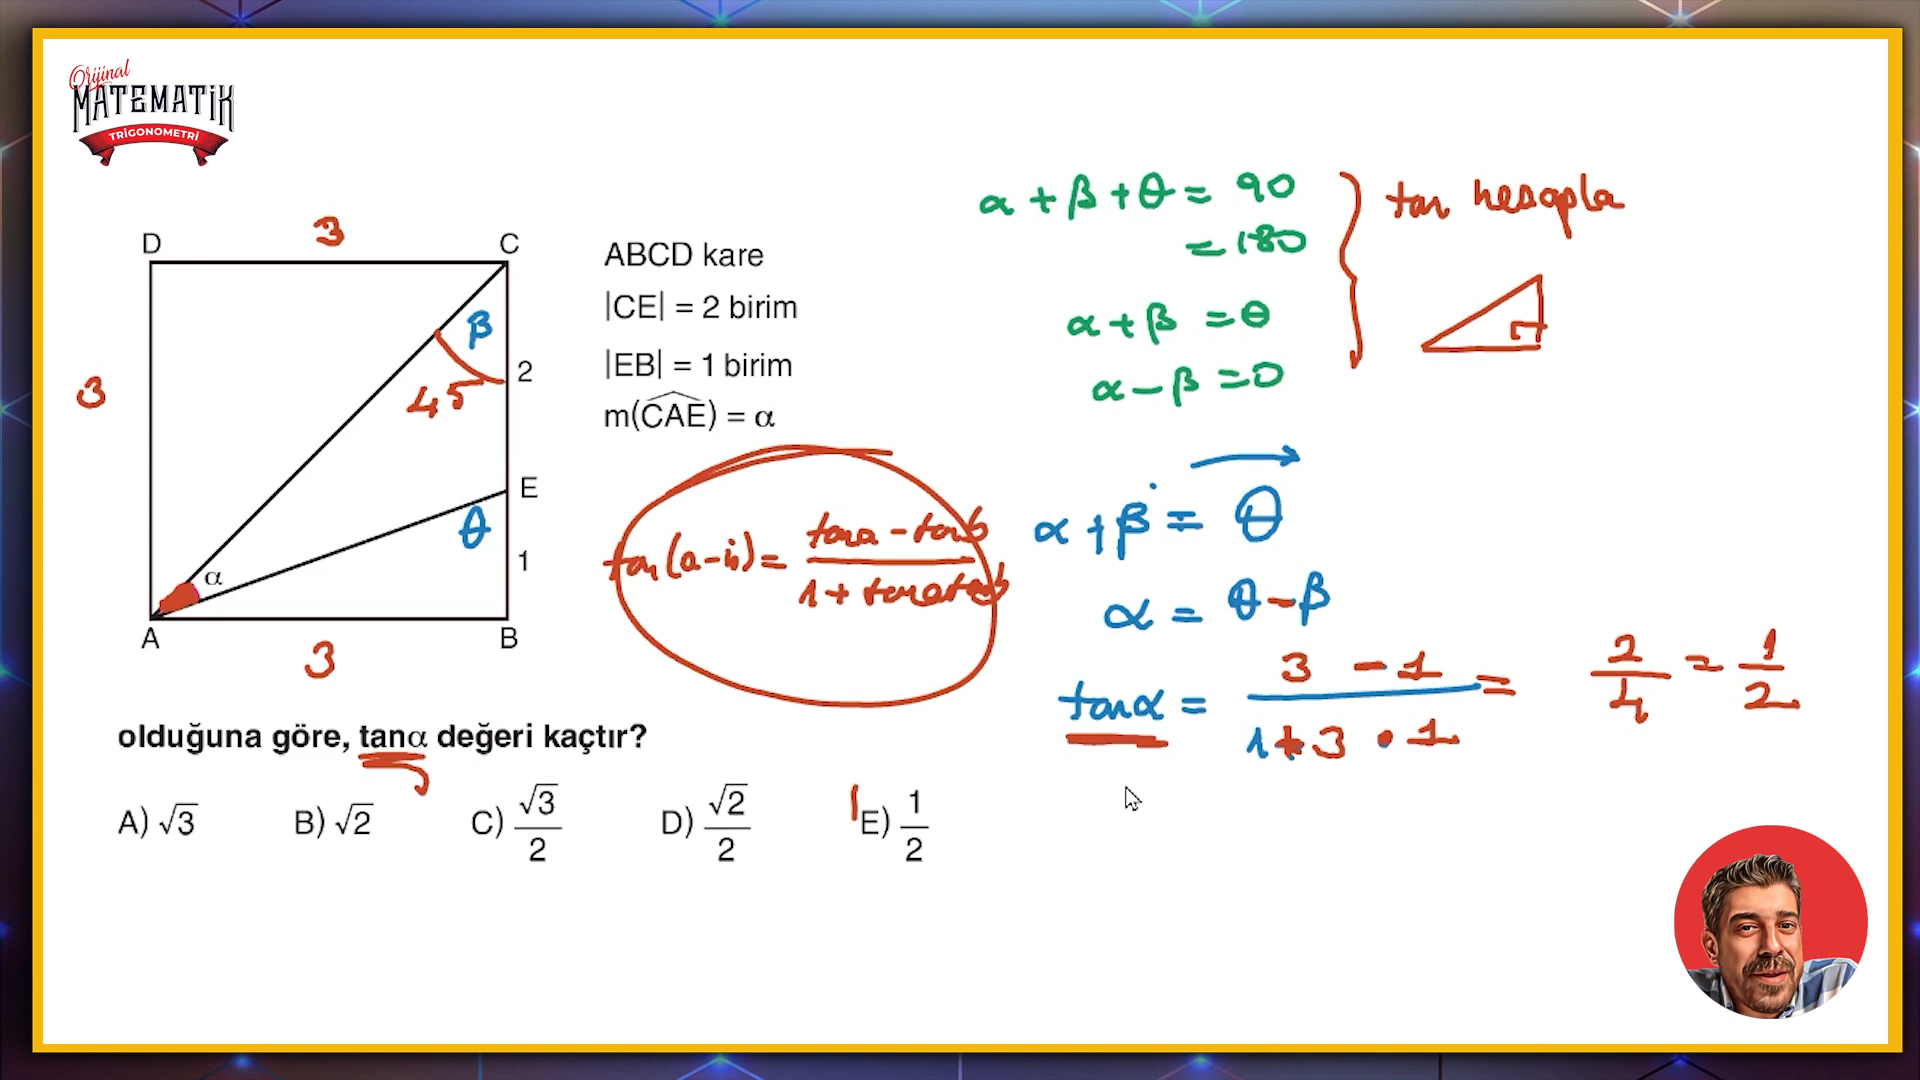 Orijinal
MATEMATİK
TRİGONOMETRİ
D
3
C
3
β
45
2
E
θ
1
α
A
3
B
ABCD kare
|CE| = 2 birim
|EB| = 1 birim
m(CAE) = α
tan(a-b) = tana - tanb / 1 + tana tanb
α + β + θ = 90
= 180
α + β = θ
α - β = 0
tan hesapla
α + β = θ
α = θ - β
tanα = 3 - 1 / 1 + 3 • 1 = 2/4 = 1/2
olduğuna göre, tanα değeri kaçtır?
A) √3 B) √2 C) √3/2 D) √2/2 E) 1/2